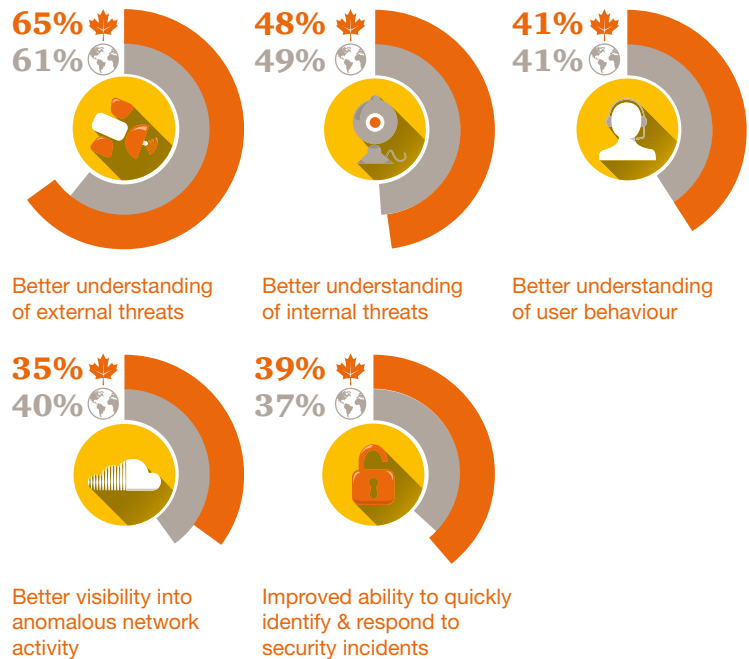 65%
61%
Better understanding
of external threats
48%
49%
Better understanding
of internal threats
41%
41%
Better understanding
of user behaviour
35%
40%
Better visibility into
anomalous network
activity
39%
37%
Improved ability to quickly
identify & respond to
security incidents